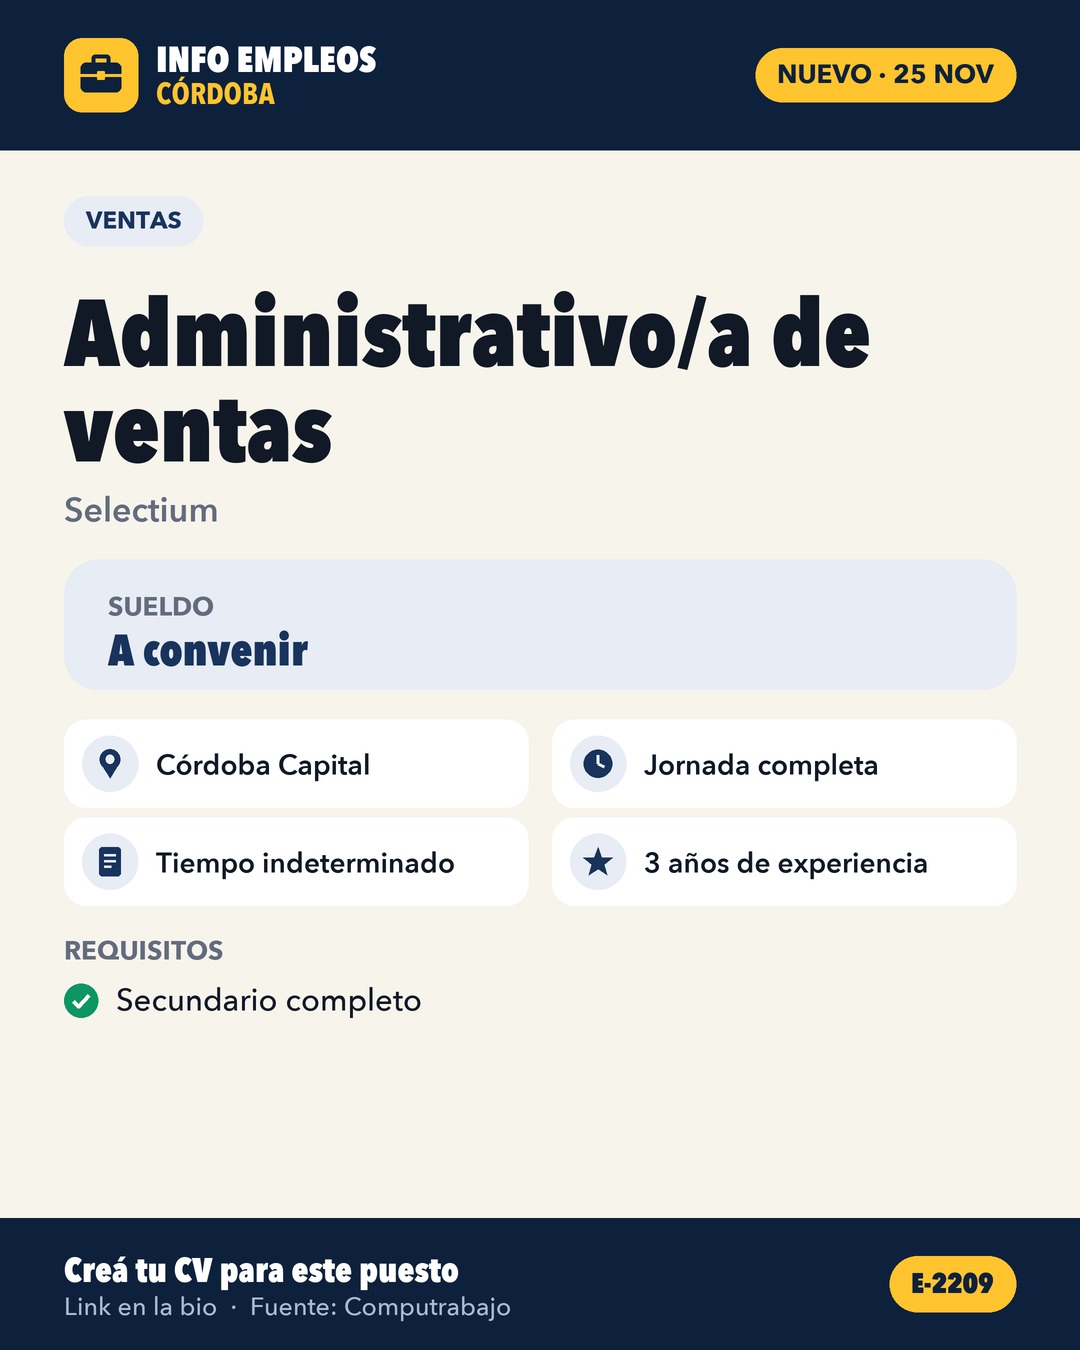 INFO EMPLEOS
CÓRDOBA
NUEVO · 25 NOV
VENTAS
Administrativo/a de
ventas
Selectium
SUELDO
A convenir
Córdoba Capital
Jornada completa
Tiempo indeterminado
3 años de experiencia
REQUISITOS
Secundario completo
Creá tu CV para este puesto
Link en la bio · Fuente: Computrabajo
E-2209